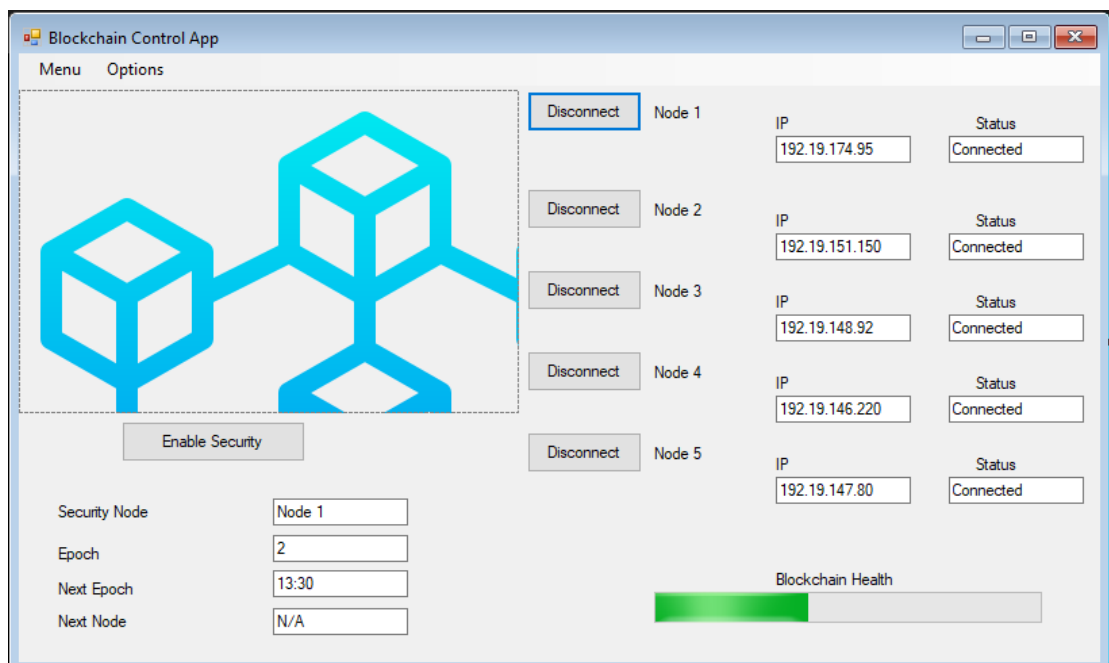 Blockchain Control App
Menu Options
Disconnect Node 1
IP Status
192.19.174.95 Connected
Disconnect Node 2
IP Status
192.19.151.150 Connected
Disconnect Node 3
IP Status
192.19.148.92 Connected
Disconnect Node 4
IP Status
192.19.146.220 Connected
Enable Security
Disconnect Node 5
IP Status
192.19.147.80 Connected
Security Node Node 1
Epoch 2
Next Epoch 13:30
Next Node N/A
Blockchain Health